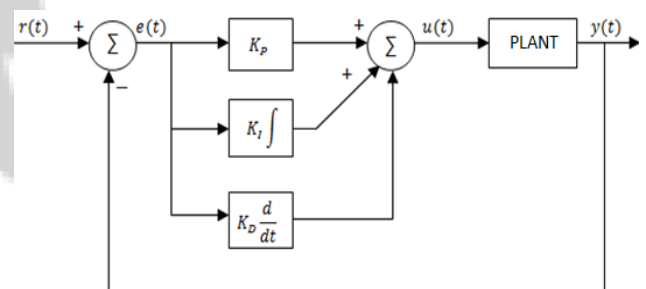 r(t) + Σ e(t) K_P + Σ u(t) PLANT y(t)
− K_I ∫ +
K_D d/dt